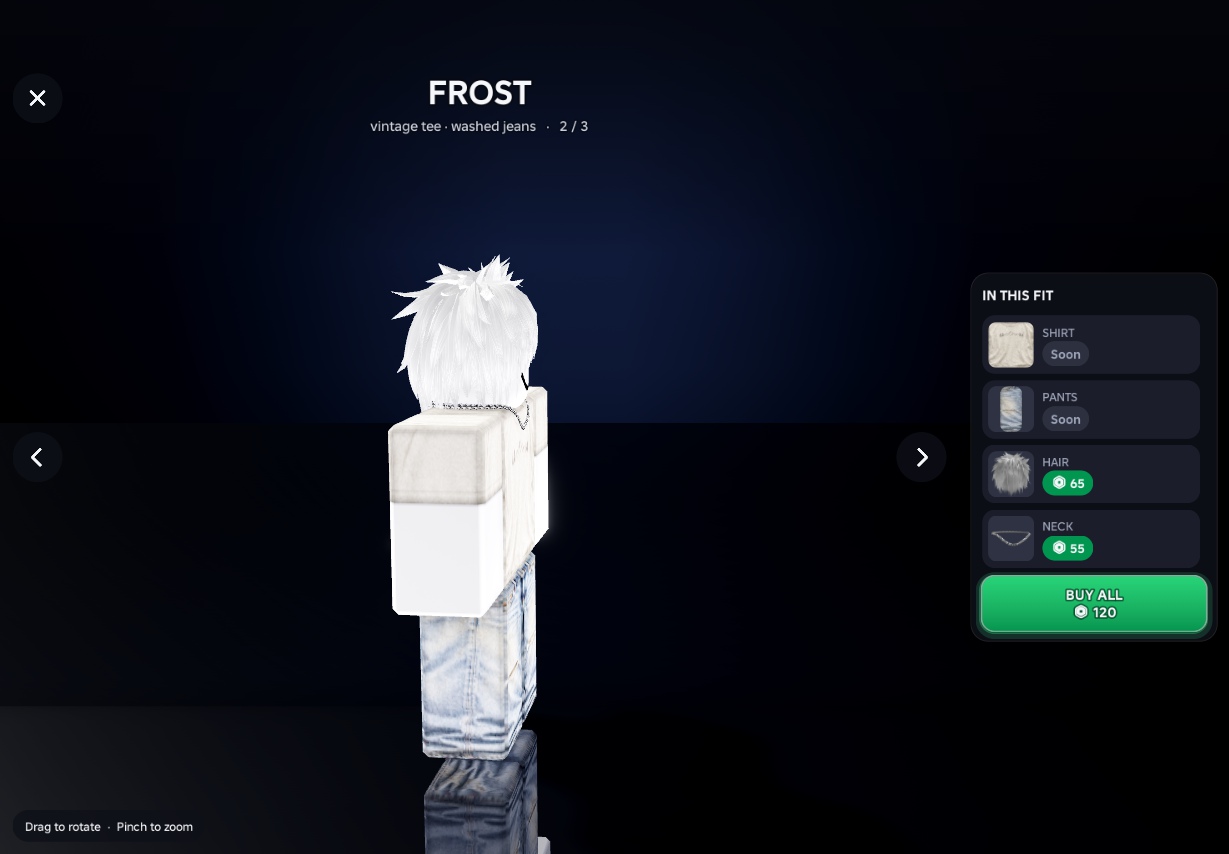 FROST
vintage tee · washed jeans · 2 / 3
IN THIS FIT
SHIRT
Soon
PANTS
Soon
HAIR
65
NECK
55
BUY ALL
120
Drag to rotate · Pinch to zoom